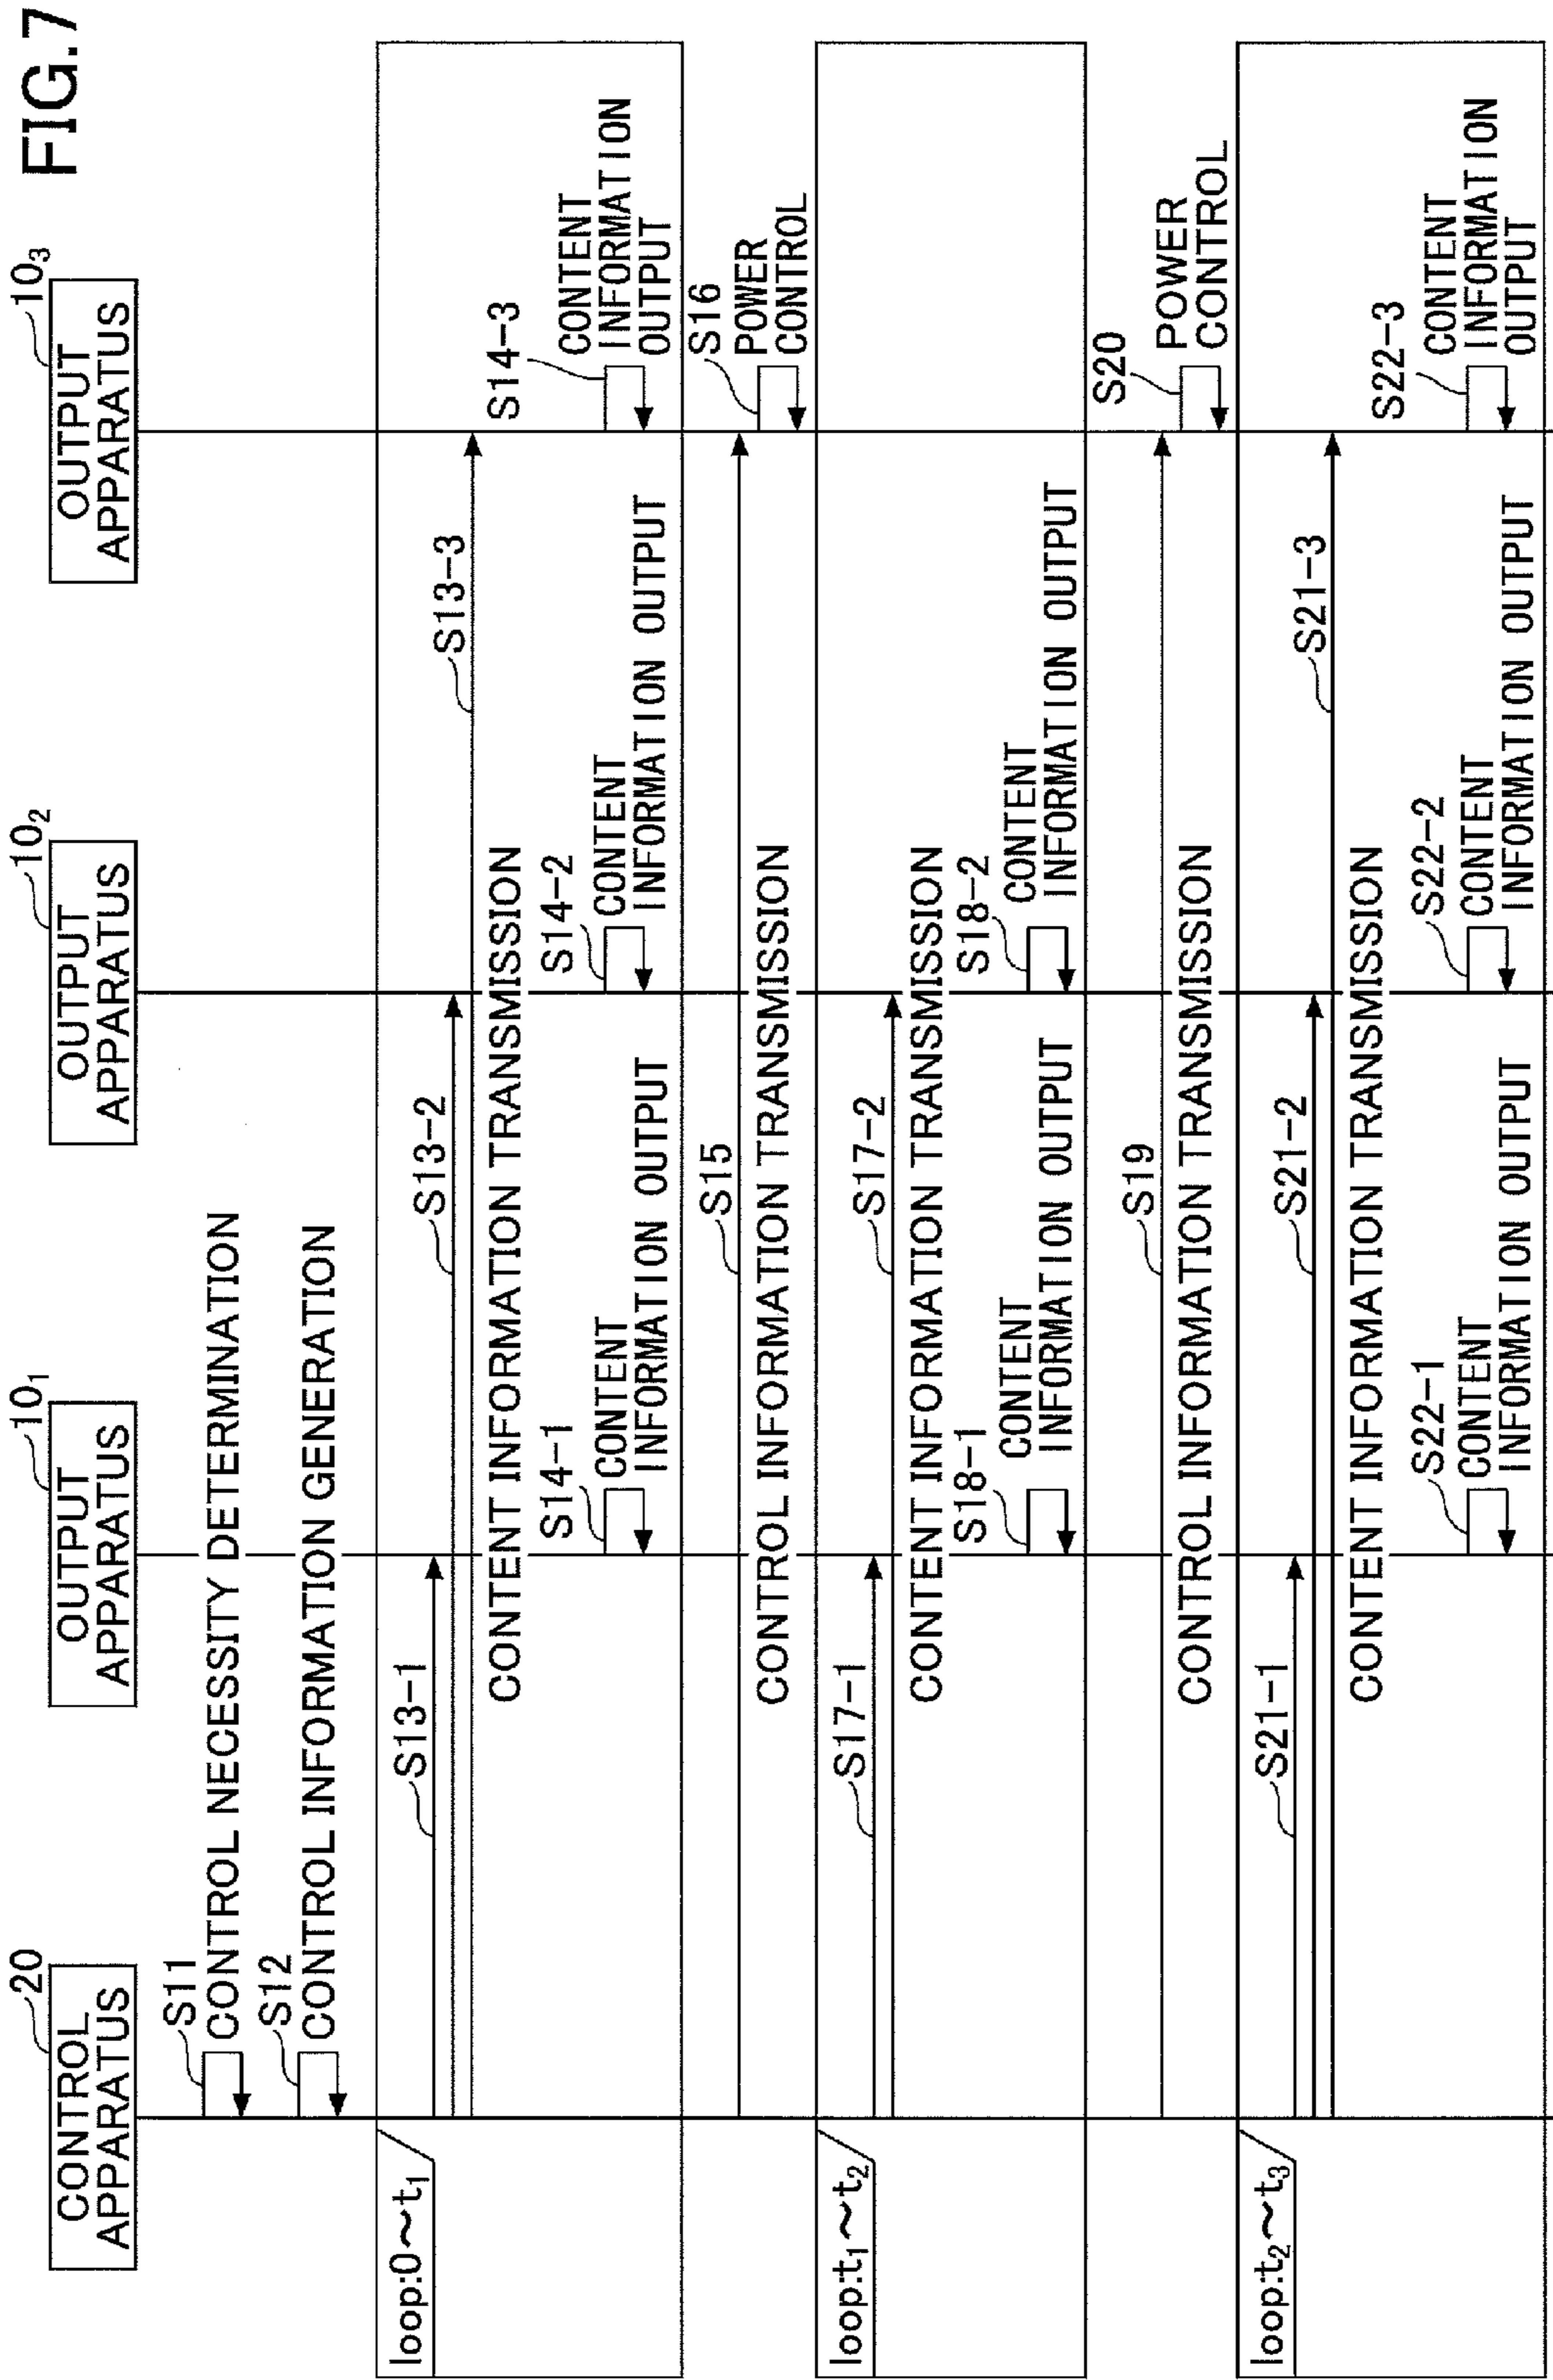 FIG.7
20
CONTROL
APPARATUS
10₁
OUTPUT
APPARATUS
10₂
OUTPUT
APPARATUS
10₃
OUTPUT
APPARATUS
S11
CONTROL NECESSITY DETERMINATION
S12
CONTROL INFORMATION GENERATION
loop:0~t₁
S13-1
S13-2
S13-3
CONTENT INFORMATION TRANSMISSION
S14-1
CONTENT
INFORMATION OUTPUT
S14-2
CONTENT
INFORMATION OUTPUT
S14-3
CONTENT
INFORMATION
OUTPUT
S15
CONTROL INFORMATION TRANSMISSION
S16
POWER
CONTROL
loop:t₁~t₂
S17-1
S17-2
CONTENT INFORMATION TRANSMISSION
S18-1
CONTENT
INFORMATION OUTPUT
S18-2
CONTENT
INFORMATION OUTPUT
S19
CONTROL INFORMATION TRANSMISSION
S20
POWER
CONTROL
loop:t₂~t₃
S21-1
S21-2
S21-3
CONTENT INFORMATION TRANSMISSION
S22-1
CONTENT
INFORMATION OUTPUT
S22-2
CONTENT
INFORMATION OUTPUT
S22-3
CONTENT
INFORMATION
OUTPUT